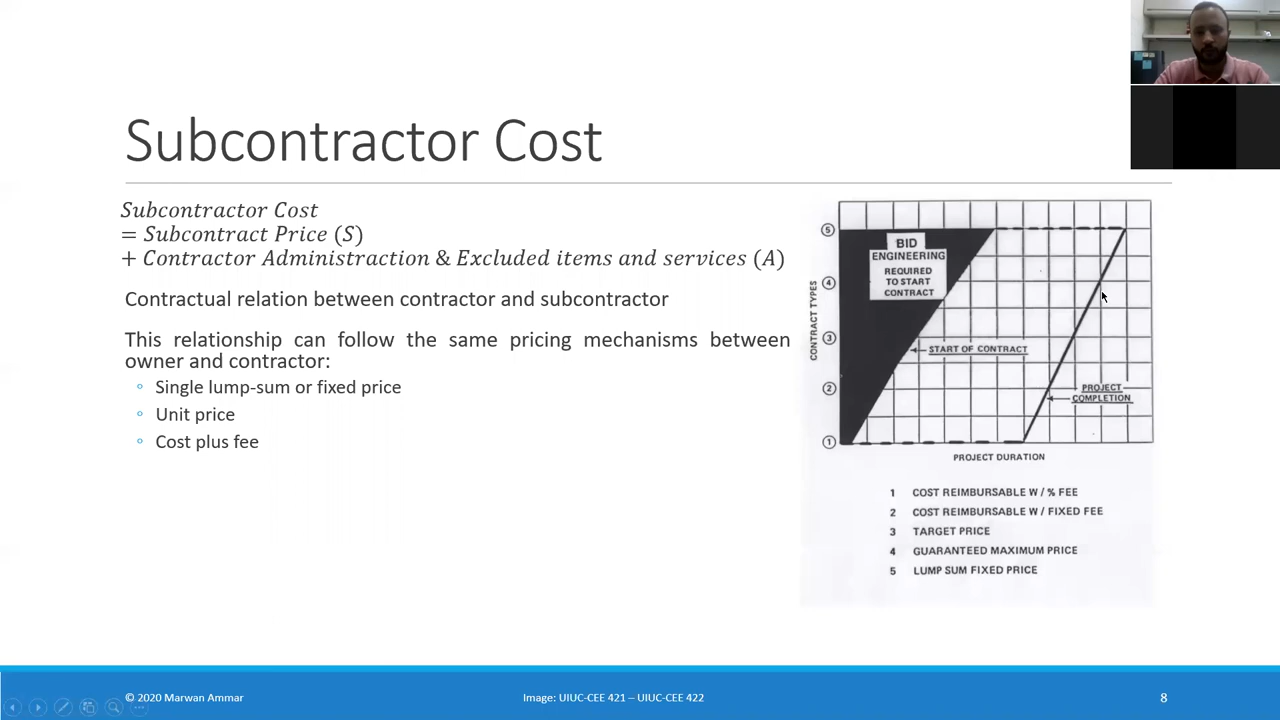 Subcontractor Cost
Subcontractor Cost
= Subcontract Price (S)
+ Contractor Administraction & Excluded items and services (A)
Contractual relation between contractor and subcontractor
This relationship can follow the same pricing mechanisms between
owner and contractor:
Single lump-sum or fixed price
Unit price
Cost plus fee
CONTRACT TYPES
5
4
3
2
1
BID
ENGINEERING
REQUIRED
TO START
CONTRACT
START OF CONTRACT
PROJECT
COMPLETION
PROJECT DURATION
1 COST REIMBURSABLE W / % FEE
2 COST REIMBURSABLE W / FIXED FEE
3 TARGET PRICE
4 GUARANTEED MAXIMUM PRICE
5 LUMP SUM FIXED PRICE
© 2020 Marwan Ammar
Image: UIUC-CEE 421 – UIUC-CEE 422
8